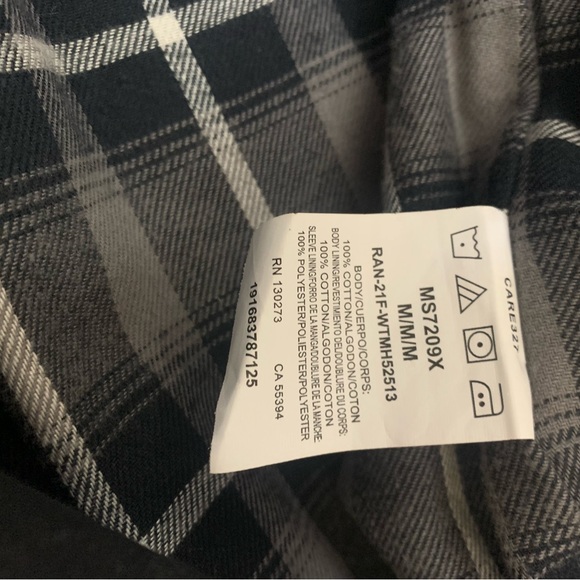 CARE327
MS7209X
M/M/M
RAN-21F-WTMH52513
BODY/CUERPO/CORPS:
100% COTTON/ALGODON/COTON
BODY LINING/REVESTIMENTO DEL/DOUBLURE DU CORPS:
100% COTTON/ALGODON/COTON
SLEEVE LINING/FORRO DE LA MANGA/DOUBLURE DE LA MANCHE:
100% POLYESTER/POLIESTER/POLYESTER
RN 130273 CA 55394
191683787125